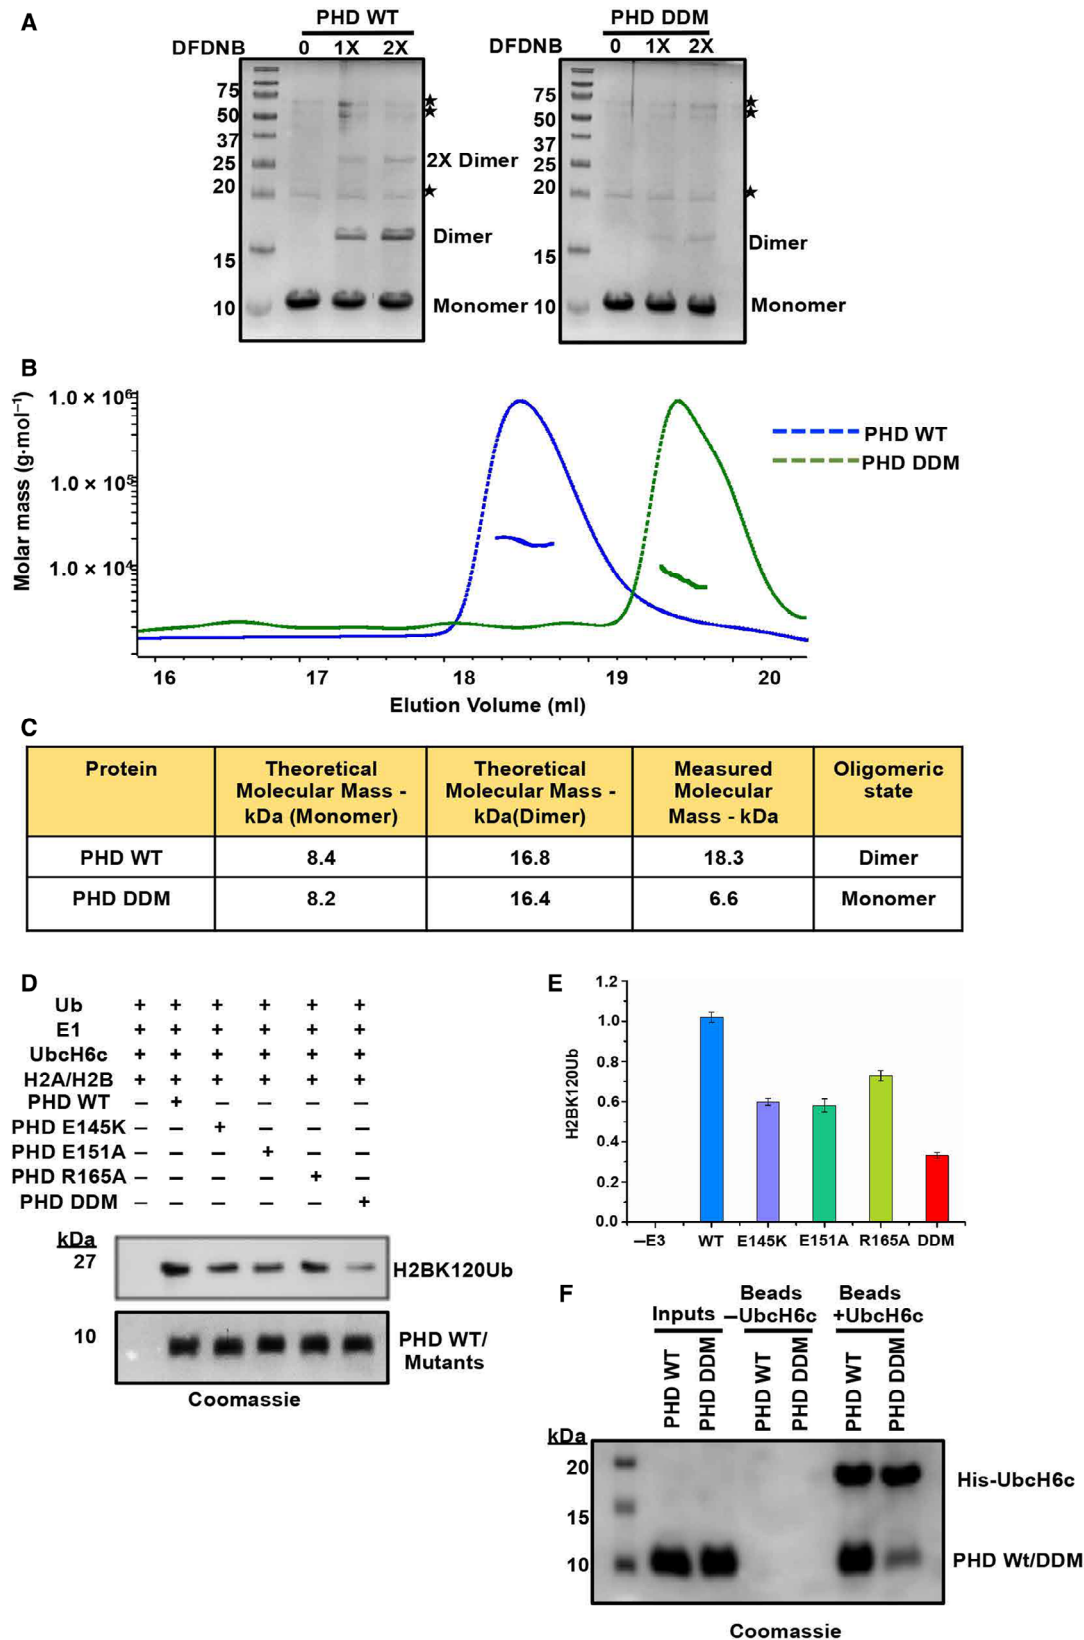 A
PHD WT
PHD DDM
DFDNB 0 1X 2X
DFDNB 0 1X 2X
75
50
37
25
20
15
10
★
★
2X Dimer
★
Dimer
Monomer
75
50
37
25
20
15
10
★
★
★
Dimer
Monomer
B
Molar mass (g·mol⁻¹)
1.0 × 10⁶
1.0 × 10⁵
1.0 × 10⁴
PHD WT
PHD DDM
16 17 18 19 20
Elution Volume (ml)
C
Protein
Theoretical
Molecular Mass -
kDa (Monomer)
Theoretical
Molecular Mass -
kDa(Dimer)
Measured
Molecular
Mass - kDa
Oligomeric
state
PHD WT 8.4 16.8 18.3 Dimer
PHD DDM 8.2 16.4 6.6 Monomer
D
Ub + + + + + +
E1 + + + + + +
UbcH6c + + + + + +
H2A/H2B + + + + + +
PHD WT – + – – – –
PHD E145K – – + – – –
PHD E151A – – – + – –
PHD R165A – – – – + –
PHD DDM – – – – – +
kDa
27
H2BK120Ub
10
PHD WT/
Mutants
Coomassie
E
H2BK120Ub
1.2
1.0
0.8
0.6
0.4
0.2
0.0
–E3 WT E145K E151A R165A DDM
F
Inputs
Beads
–UbcH6c
Beads
+UbcH6c
PHD WT
PHD DDM
PHD WT
PHD DDM
PHD WT
PHD DDM
kDa
20
15
10
His-UbcH6c
PHD Wt/DDM
Coomassie